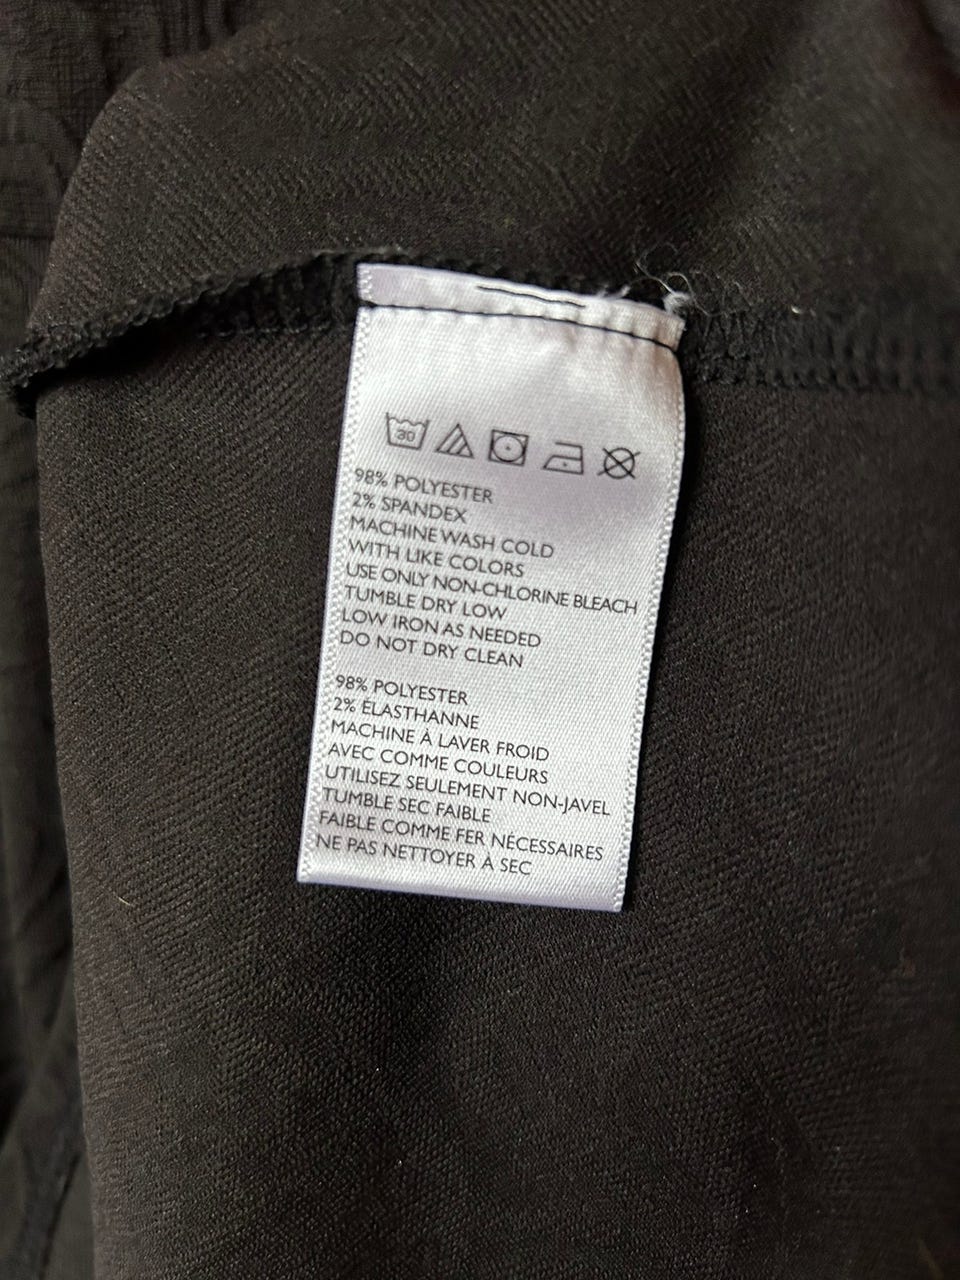 30
98% POLYESTER
2% SPANDEX
MACHINE WASH COLD
WITH LIKE COLORS
USE ONLY NON-CHLORINE BLEACH
TUMBLE DRY LOW
LOW IRON AS NEEDED
DO NOT DRY CLEAN
98% POLYESTER
2% ÉLASTHANNE
MACHINE À LAVER FROID
AVEC COMME COULEURS
UTILISEZ SEULEMENT NON-JAVEL
TUMBLE SEC FAIBLE
FAIBLE COMME FER NÉCESSAIRES
NE PAS NETTOYER À SEC